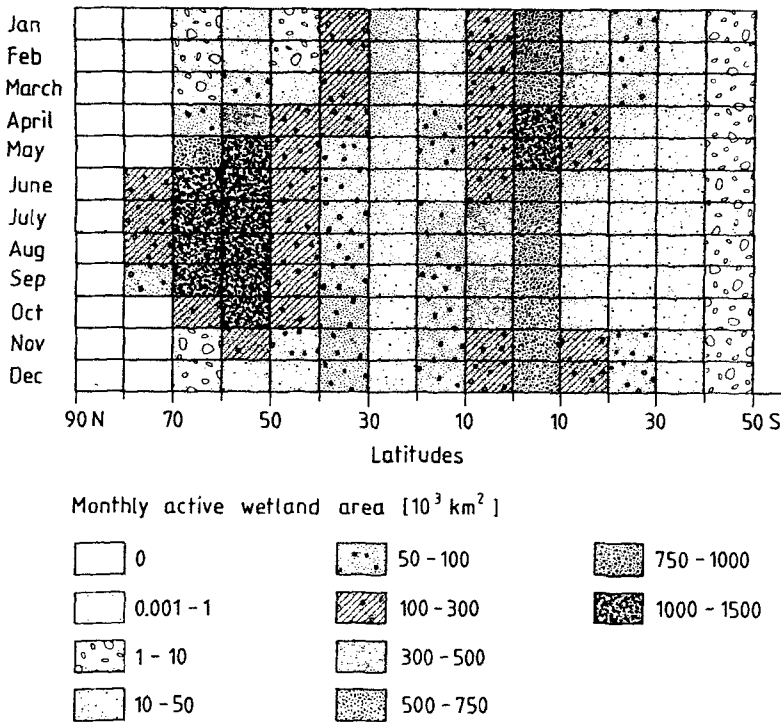 Jan
Feb
March
April
May
June
July
Aug
Sep
Oct
Nov
Dec
90 N 70 50 30 10 10 30 50 S
Latitudes
Monthly active wetland area [10³ km²]
0 50 – 100 750 – 1000
0.001 – 1 100 – 300 1000 – 1500
1 – 10 300 – 500
10 – 50 500 – 750